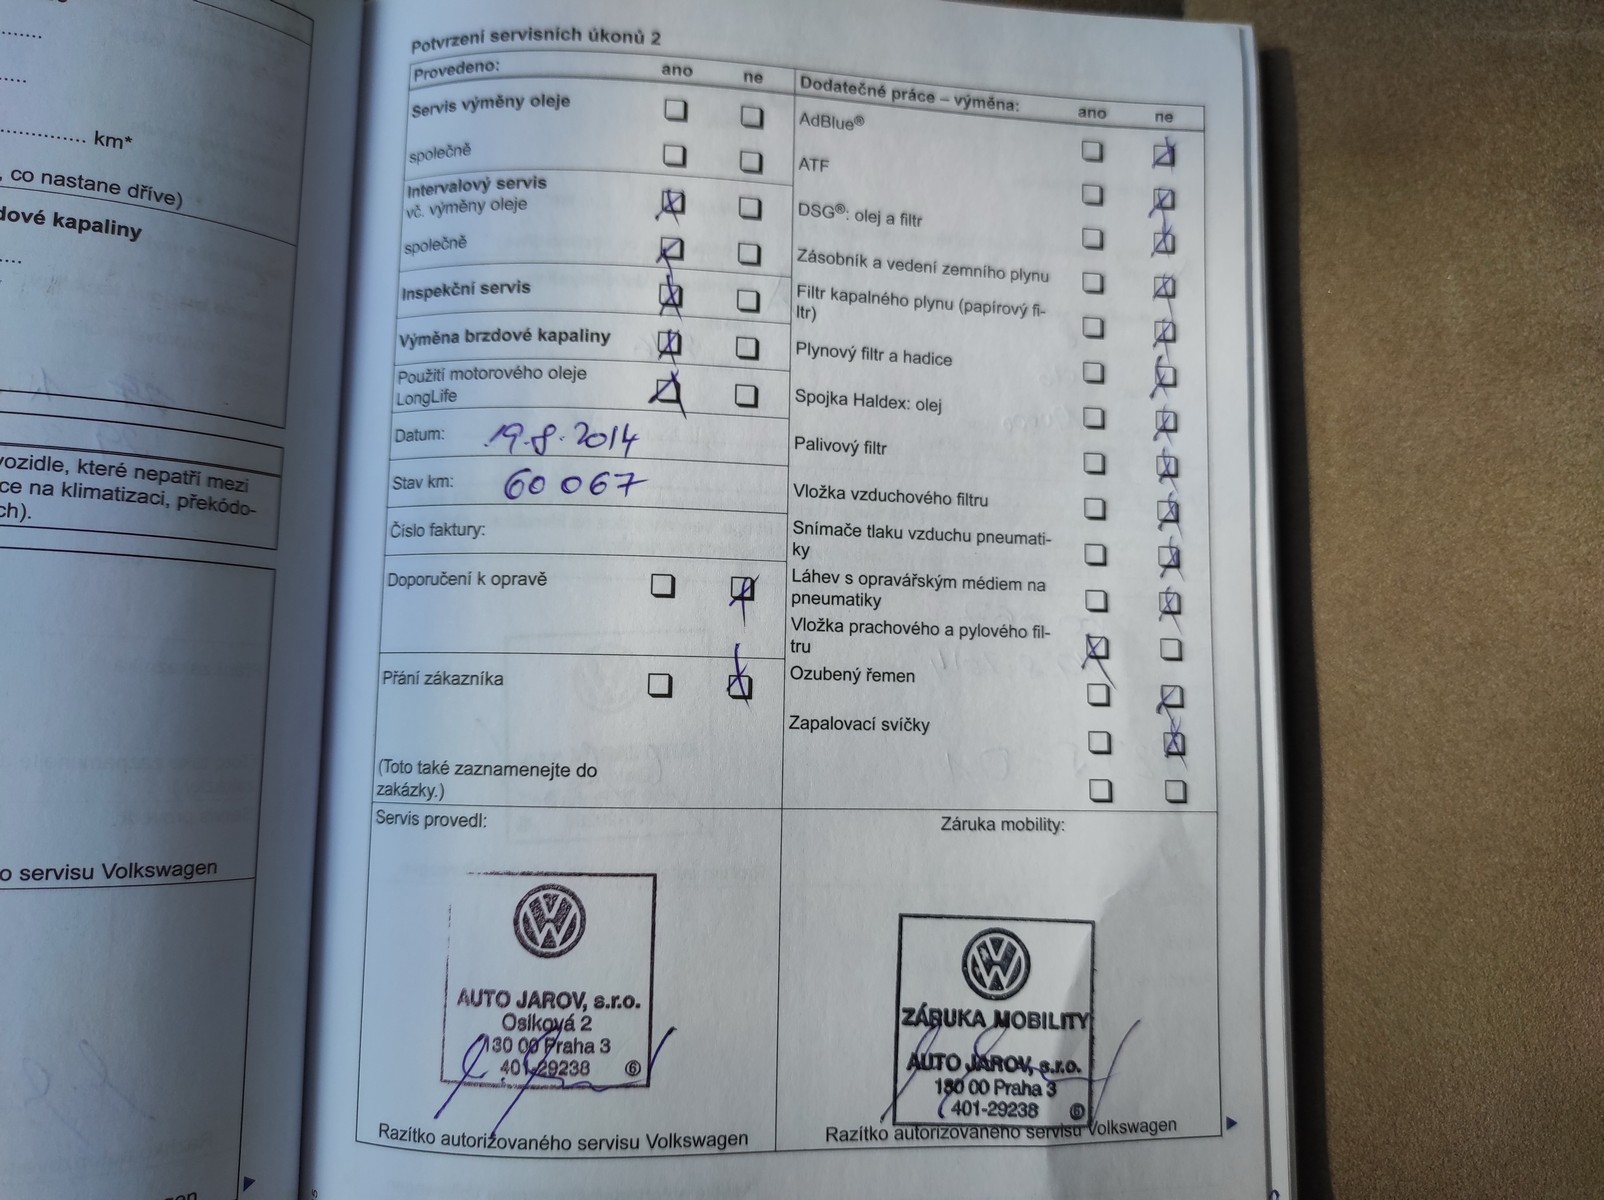 km*
, co nastane dříve)
dové kapaliny
vozidle, které nepatří mezi
ce na klimatizaci, překódo-
ch).
o servisu Volkswagen
Potvrzení servisních úkonů 2
Provedeno: ano ne
Servis výměny oleje
společně
Intervalový servis
vč. výměny oleje
společně
Inspekční servis
Výměna brzdové kapaliny
Použití motorového oleje
LongLife
Datum: 19.8.2014
Stav km: 60 067
Číslo faktury:
Doporučení k opravě
Přání zákazníka
(Toto také zaznamenejte do
zakázky.)
Dodatečné práce – výměna: ano ne
AdBlue®
ATF
DSG®: olej a filtr
Zásobník a vedení zemního plynu
Filtr kapalného plynu (papírový fi-
ltr)
Plynový filtr a hadice
Spojka Haldex: olej
Palivový filtr
Vložka vzduchového filtru
Snímače tlaku vzduchu pneumati-
ky
Láhev s opravářským médiem na
pneumatiky
Vložka prachového a pylového fil-
tru
Ozubený řemen
Zapalovací svíčky
Servis provedl:
AUTO JAROV, s.r.o.
Osiková 2
130 00 Praha 3
401-29238 6
Razítko autorizovaného servisu Volkswagen
Záruka mobility:
ZÁRUKA MOBILITY
AUTO JAROV, s.r.o.
130 00 Praha 3
401-29238 6
Razítko autorizovaného servisu Volkswagen